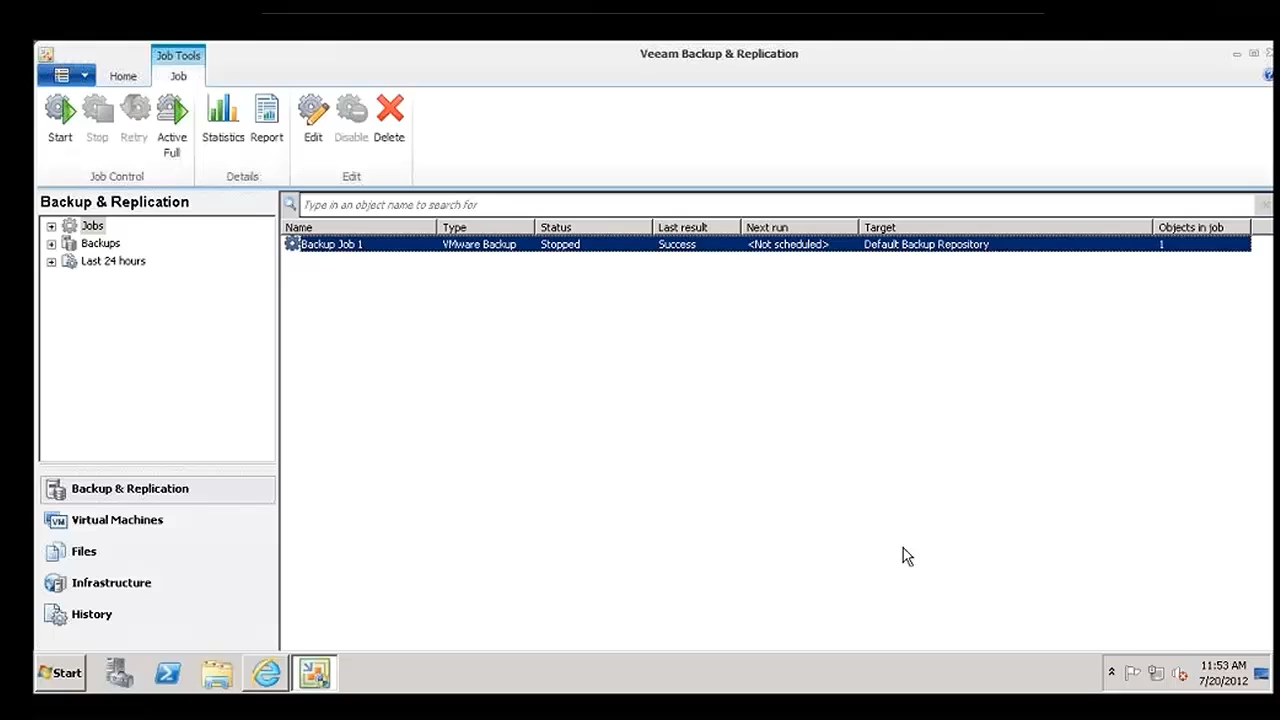 Job Tools
Veeam Backup & Replication
Home
Job
Start
Stop
Retry
Active Full
Statistics
Report
Edit
Disable
Delete
Job Control
Details
Edit
Backup & Replication
Type in an object name to search for
Jobs
Backups
Last 24 hours
Name Type Status Last result Next run Target Objects in job
Backup Job 1 VMware Backup Stopped Success <Not scheduled> Default Backup Repository 1
Backup & Replication
VM
Virtual Machines
Files
Infrastructure
History
Start
11:53 AM
7/20/2012